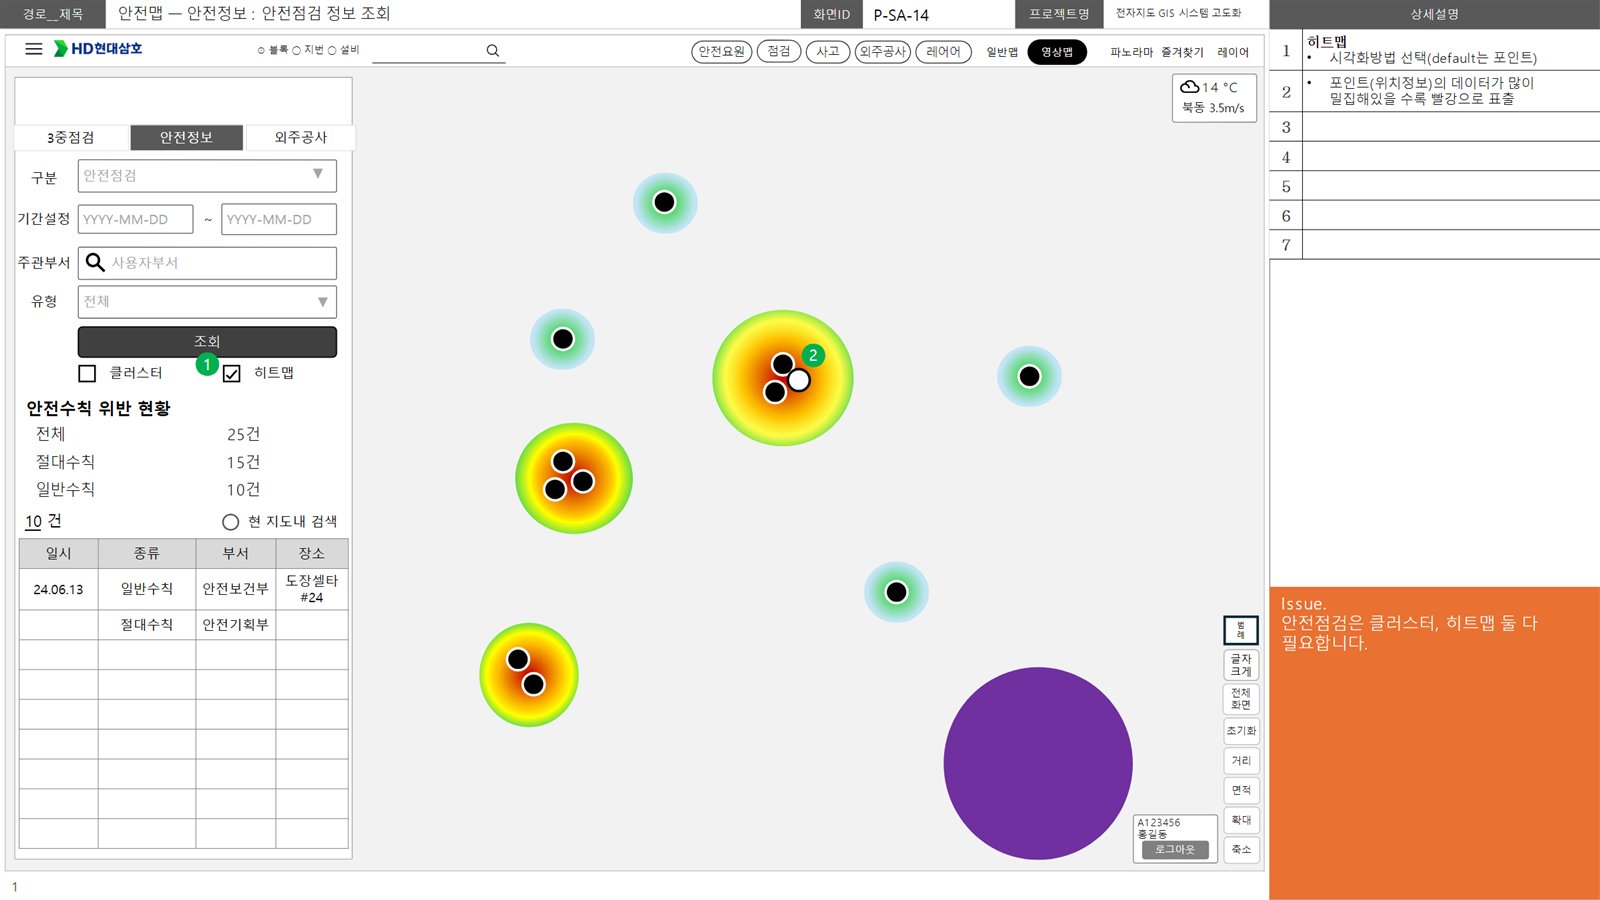 경로__제목
안전맵 — 안전정보 : 안전점검 정보 조회
화면ID
P-SA-14
프로젝트명
전자지도 GIS 시스템 고도화
상세설명
HD현대삼호
블록 지번 설비
안전요원
점검
사고
외주공사
레어어
일반맵
영상맵
파노라마
즐겨찾기
레이어
14 °C
북동 3.5m/s
3중점검
안전정보
외주공사
구분
안전점검
기간설정
YYYY-MM-DD
~
YYYY-MM-DD
주관부서
사용자부서
유형
전체
조회
1
클러스터
히트맵
안전수칙 위반 현황
전체 25건
절대수칙 15건
일반수칙 10건
10 건
현 지도내 검색
일시 종류 부서 장소
24.06.13 일반수칙 안전보건부 도장셀타
#24
절대수칙 안전기획부
2
범
례
글자
크게
전체
화면
초기화
거리
면적
확대
축소
A123456
홍길동
로그아웃
1 히트맵
• 시각화방법 선택(default는 포인트)
2 • 포인트(위치정보)의 데이터가 많이
밀집해있을 수록 빨강으로 표출
3
4
5
6
7
Issue.
안전점검은 클러스터, 히트맵 둘 다
필요합니다.
1